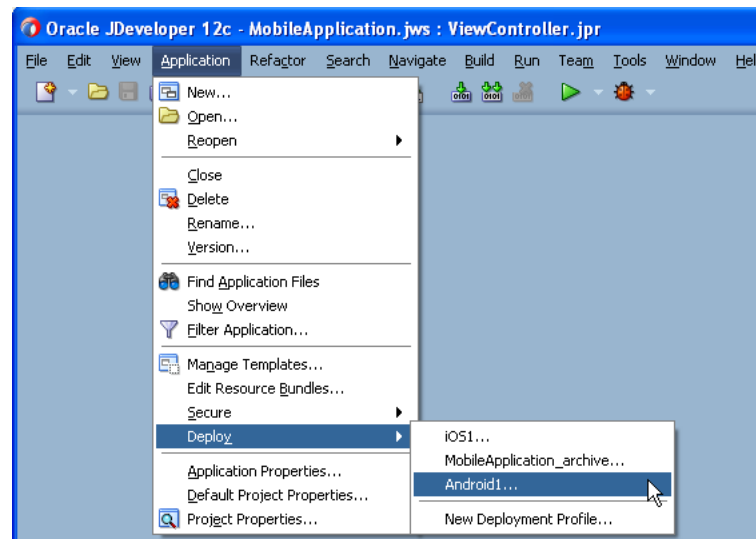 Oracle JDeveloper 12c - MobileApplication.jws : ViewController.jpr
File Edit View Application Refactor Search Navigate Build Run Team Tools Window Hel
New...
Open...
Reopen
Close
Delete
Rename...
Version...
Find Application Files
Show Overview
Filter Application...
Manage Templates...
Edit Resource Bundles...
Secure
Deploy
iOS1...
MobileApplication_archive...
Android1...
New Deployment Profile...
Application Properties...
Default Project Properties...
Project Properties...